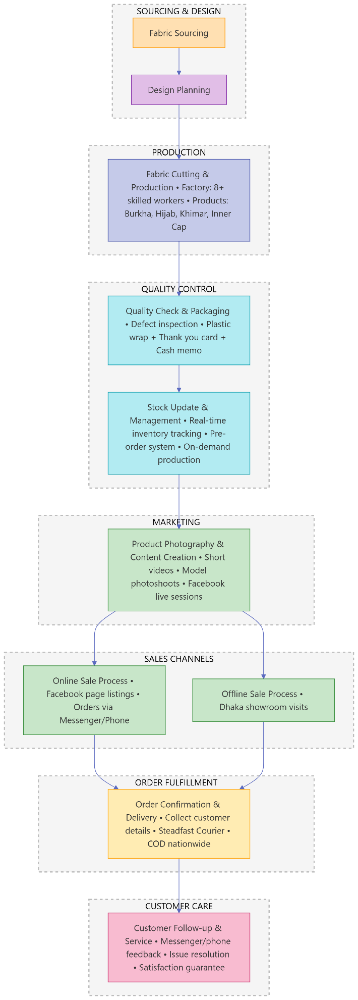 SOURCING & DESIGN
Fabric Sourcing
Design Planning
PRODUCTION
Fabric Cutting &
Production • Factory: 8+
skilled workers • Products:
Burkha, Hijab, Khimar, Inner
Cap
QUALITY CONTROL
Quality Check & Packaging
• Defect inspection • Plastic
wrap + Thank you card +
Cash memo
Stock Update &
Management • Real-time
inventory tracking • Pre-
order system • On-demand
production
MARKETING
Product Photography &
Content Creation • Short
videos • Model
photoshoots • Facebook
live sessions
SALES CHANNELS
Online Sale Process •
Facebook page listings •
Orders via
Messenger/Phone
Offline Sale Process •
Dhaka showroom visits
ORDER FULFILLMENT
Order Confirmation &
Delivery • Collect customer
details • Steadfast Courier •
COD nationwide
CUSTOMER CARE
Customer Follow-up &
Service • Messenger/phone
feedback • Issue resolution
• Satisfaction guarantee